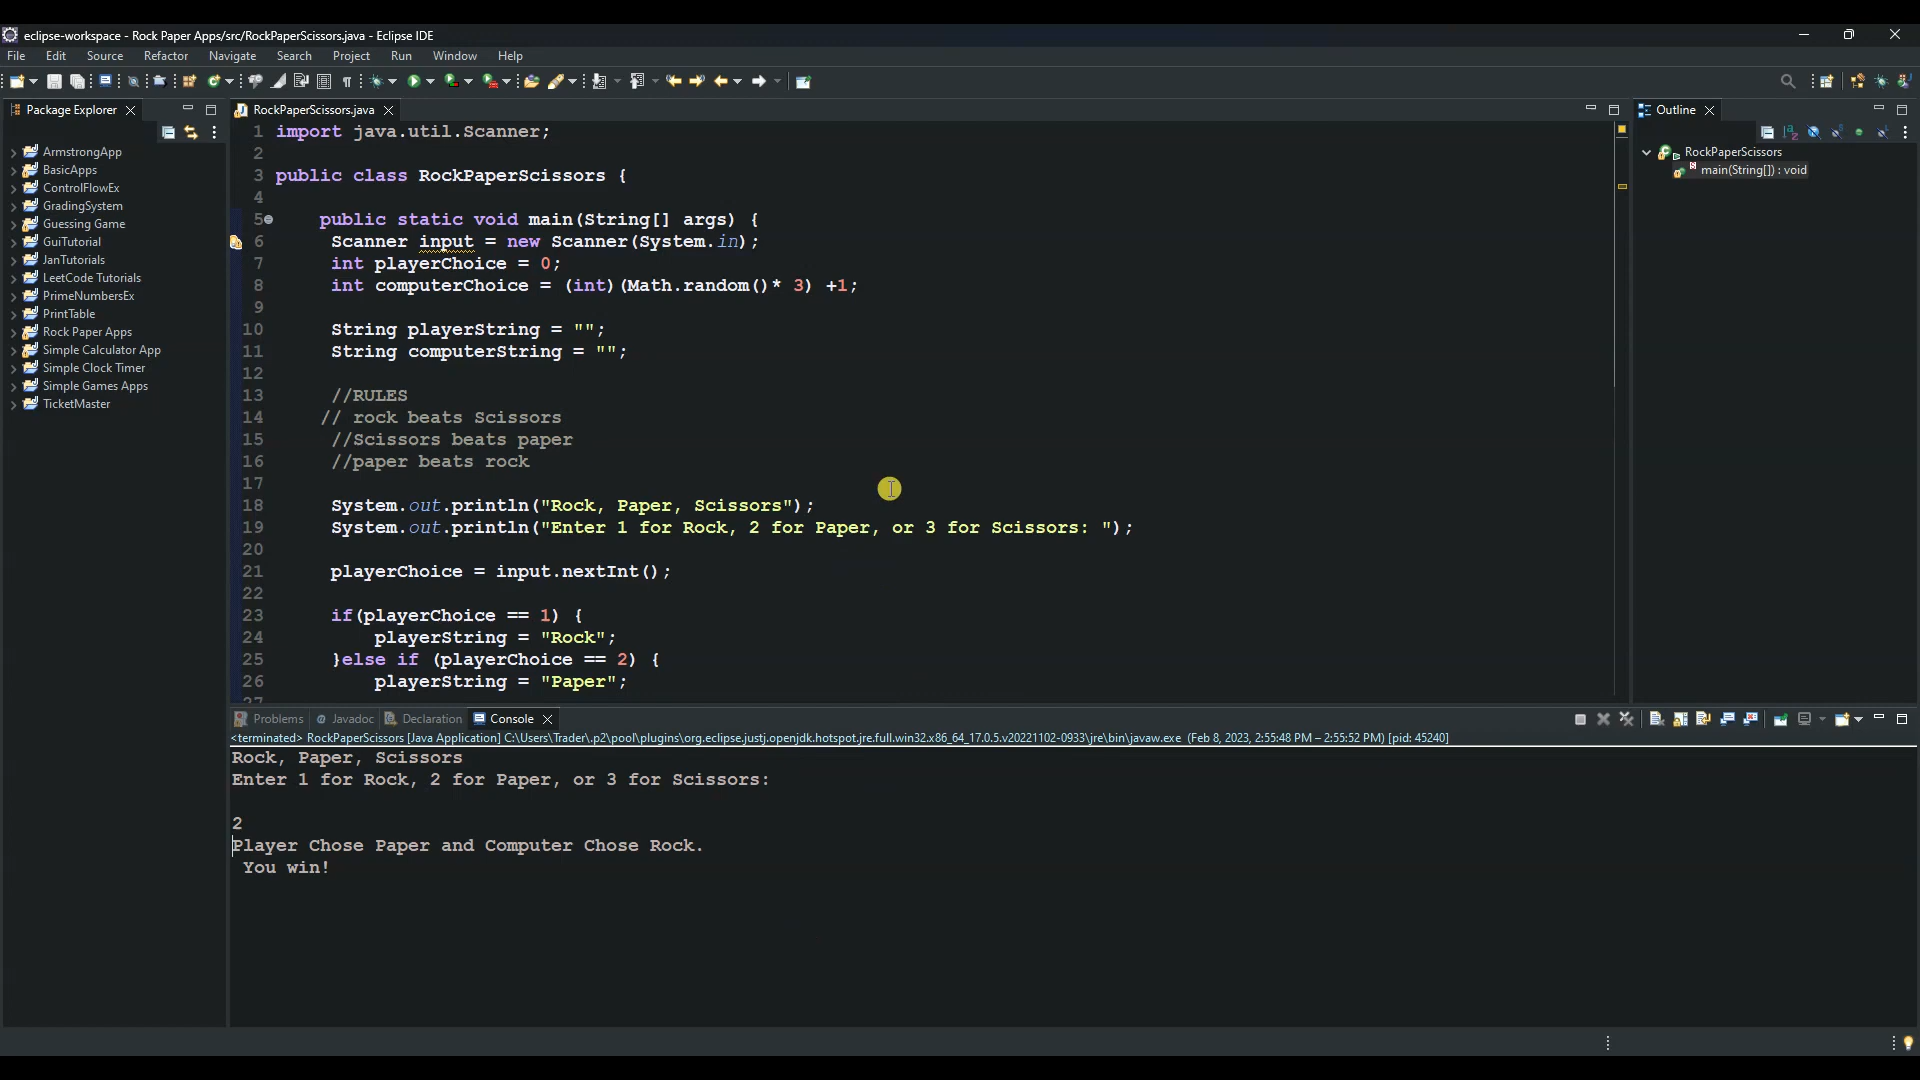 eclipse-workspace - Rock Paper Apps/src/RockPaperScissors.java - Eclipse IDE
File Edit Source Refactor Navigate Search Project Run Window Help
Package Explorer
ArmstrongApp
BasicApps
ControlFlowEx
GradingSystem
Guessing Game
GuiTutorial
JanTutorials
LeetCode Tutorials
PrimeNumbersEx
PrintTable
Rock Paper Apps
Simple Calculator App
Simple Clock Timer
Simple Games Apps
TicketMaster
RockPaperScissors.java
1 import java.util.Scanner;
2
3 public class RockPaperScissors {
4
5 public static void main(String[] args) {
6 Scanner input = new Scanner(System.in);
7 int playerChoice = 0;
8 int computerChoice = (int)(Math.random()* 3) +1;
9
10 String playerString = "";
11 String computerString = "";
12
13 //RULES
14 // rock beats Scissors
15 //Scissors beats paper
16 //paper beats rock
17
18 System.out.println("Rock, Paper, Scissors");
19 System.out.println("Enter 1 for Rock, 2 for Paper, or 3 for Scissors: ");
20
21 playerChoice = input.nextInt();
22
23 if(playerChoice == 1) {
24 playerString = "Rock";
25 }else if (playerChoice == 2) {
26 playerString = "Paper";
Outline
RockPaperScissors
main(String[]) : void
Problems Javadoc Declaration Console
<terminated> RockPaperScissors [Java Application] C:\Users\Trader\.p2\pool\plugins\org.eclipse.justj.openjdk.hotspot.jre.full.win32.x86_64_17.0.5.v20221102-0933\jre\bin\javaw.exe (Feb 8, 2023, 2:55:48 PM – 2:55:52 PM) [pid: 45240]
Rock, Paper, Scissors
Enter 1 for Rock, 2 for Paper, or 3 for Scissors:
2
Player Chose Paper and Computer Chose Rock.
You win!